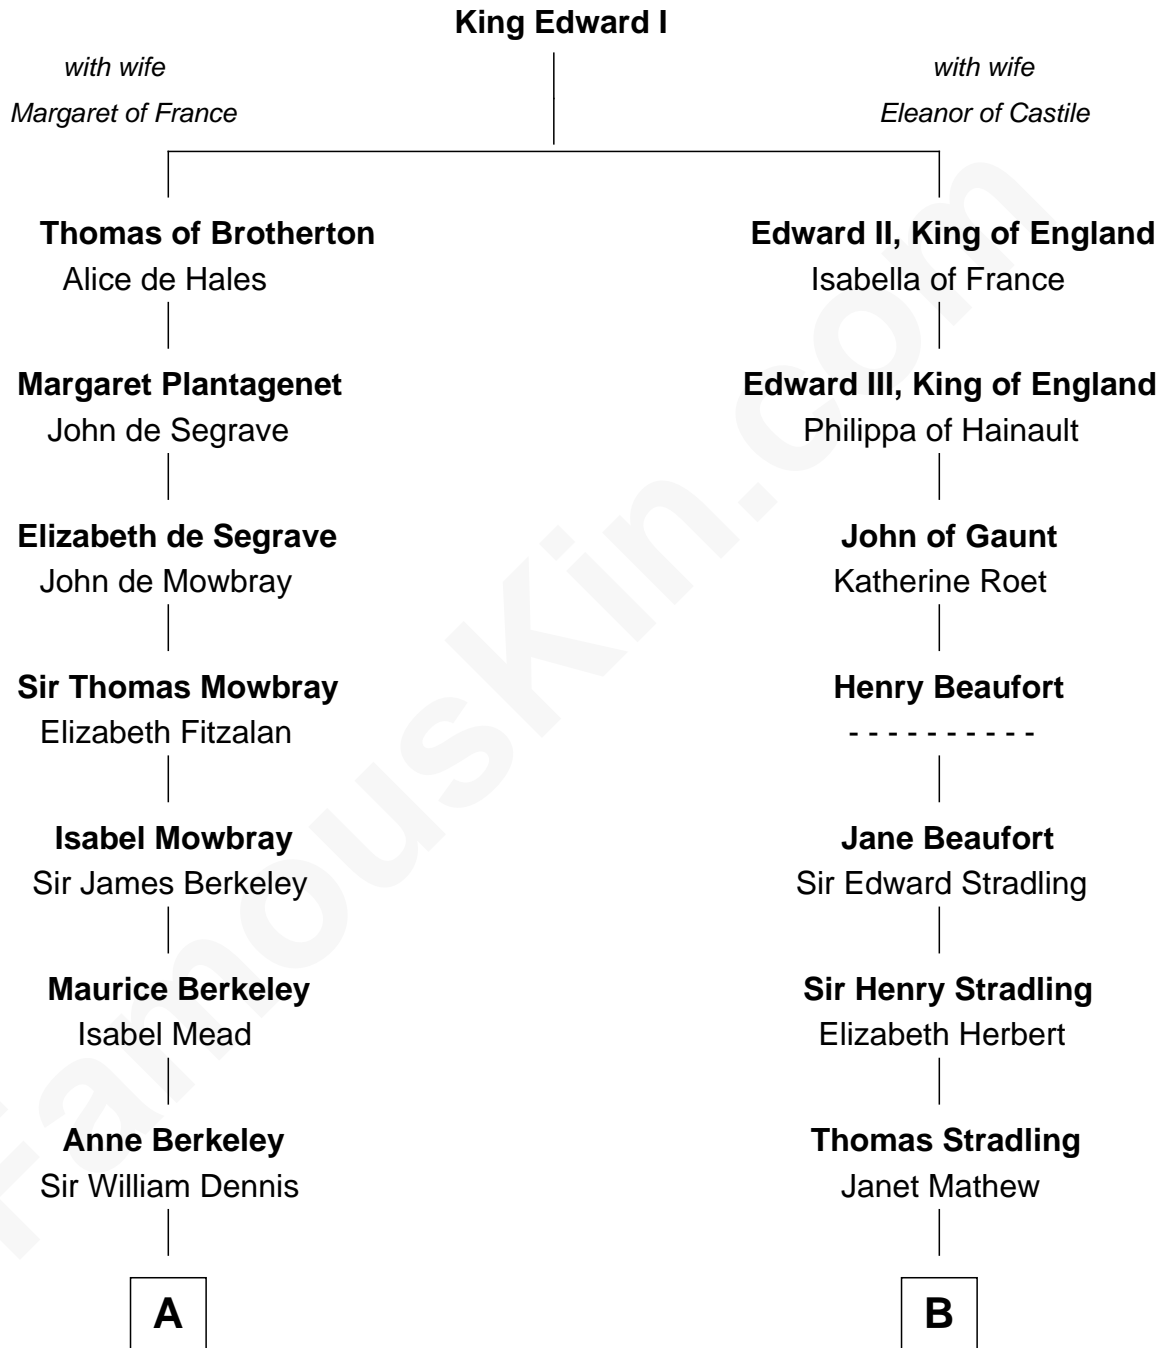 King Edward I
with wife
Margaret of France
with wife
Eleanor of Castile
Thomas of Brotherton
Alice de Hales
Edward II, King of England
Isabella of France
Margaret Plantagenet
John de Segrave
Edward III, King of England
Philippa of Hainault
Elizabeth de Segrave
John de Mowbray
John of Gaunt
Katherine Roet
Sir Thomas Mowbray
Elizabeth Fitzalan
Henry Beaufort
- - - - - - - - - -
Isabel Mowbray
Sir James Berkeley
Jane Beaufort
Sir Edward Stradling
Maurice Berkeley
Isabel Mead
Sir Henry Stradling
Elizabeth Herbert
Anne Berkeley
Sir William Dennis
Thomas Stradling
Janet Mathew
A
B
FamousKin.com